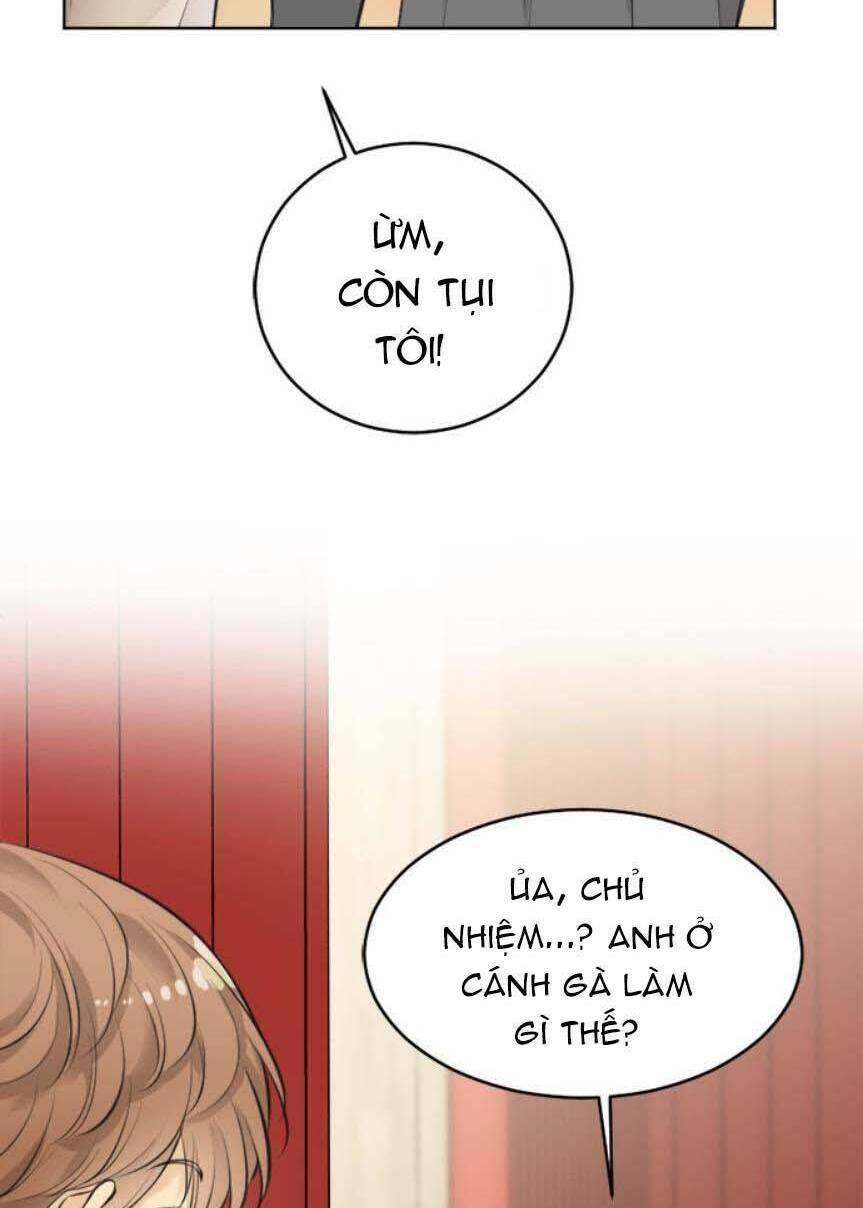 ỪM,
CÒN TỤI
TÔI!
ỦA, CHỦ
NHIỆM...? ANH Ở
CÁNH GÀ LÀM
GÌ THẾ?